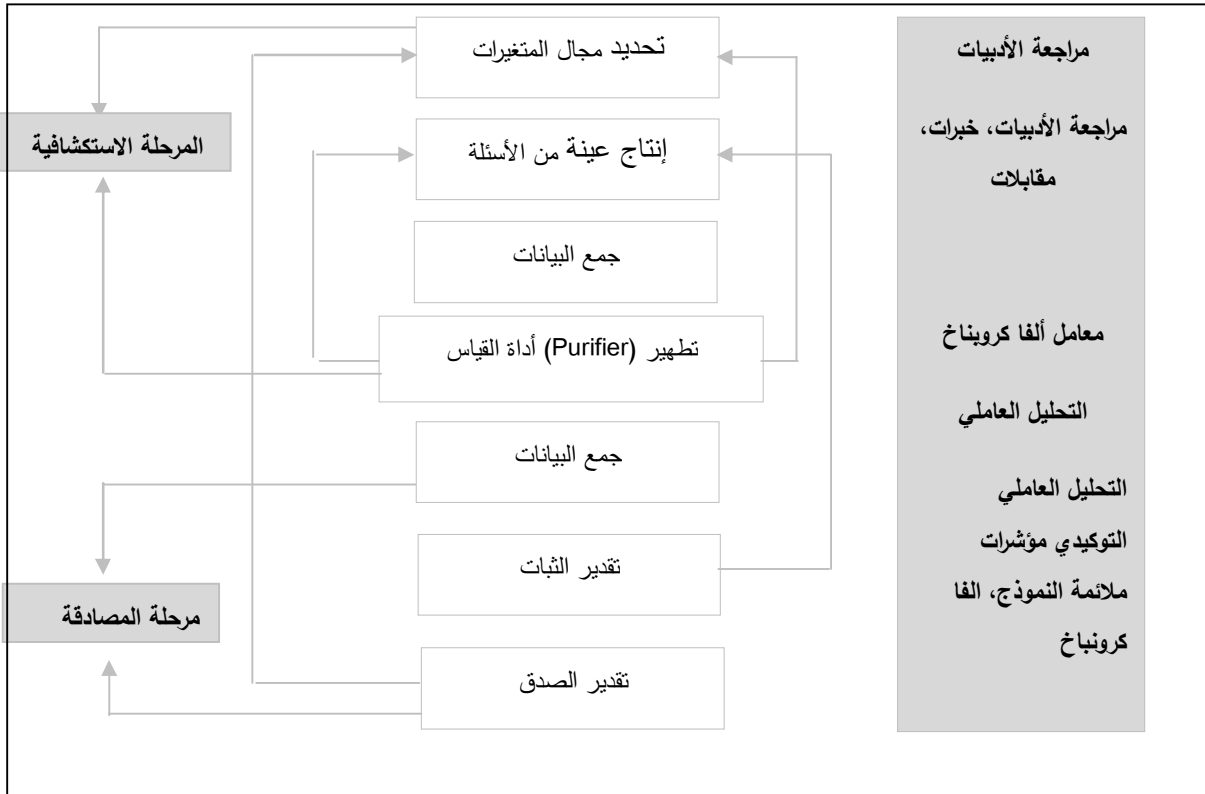 تحديد مجال المتغيرات
مراجعة الأدبيات
المرحلة الاستكشافية
إنتاج عينة من الأسئلة
مراجعة الأدبيات، خبرات،
مقابلات
جمع البيانات
تطهير (Purifier) أداة القياس
معامل ألفا كروبناخ
التحليل العاملي
جمع البيانات
التحليل العاملي
التوكيدي مؤشرات
ملائمة النموذج، الفا
كرونباخ
تقدير الثبات
مرحلة المصادقة
تقدير الصدق